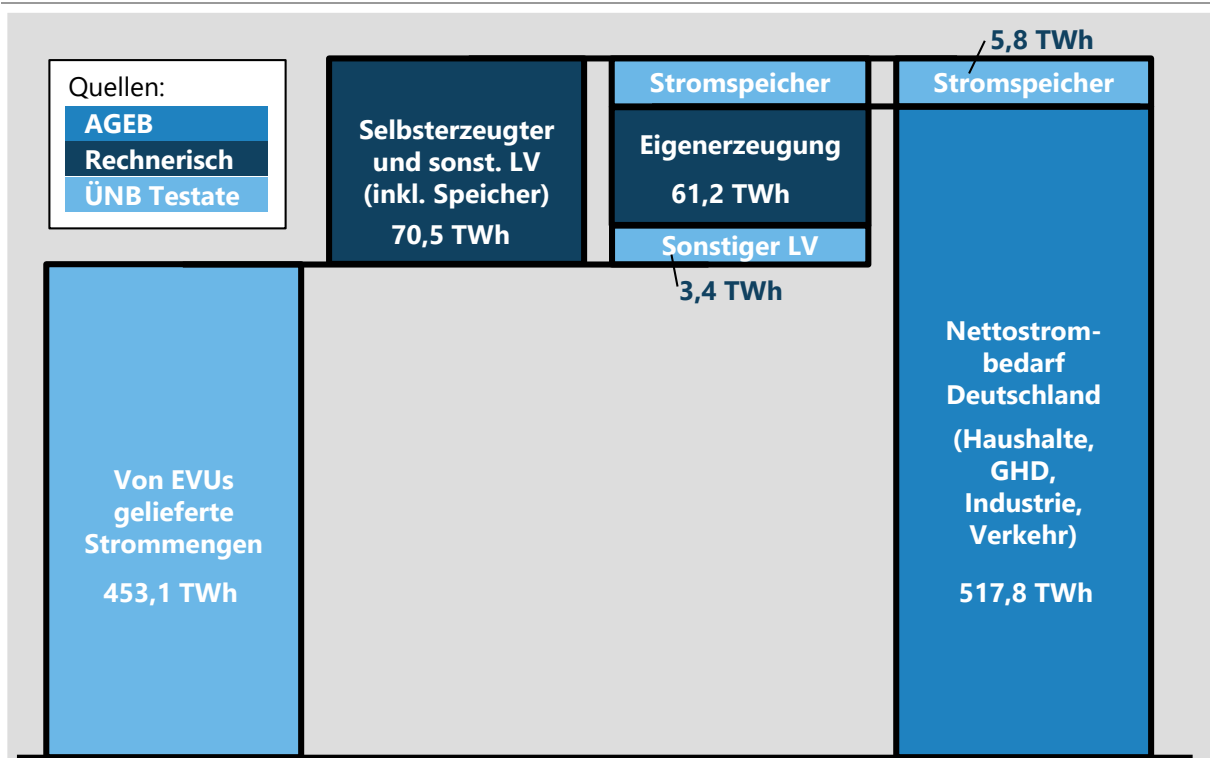 Quellen:
AGEB
Rechnerisch
ÜNB Testate
Von EVUs
gelieferte
Strommengen
453,1 TWh
Selbsterzeugter
und sonst. LV
(inkl. Speicher)
70,5 TWh
Stromspeicher
Eigenerzeugung
61,2 TWh
Sonstiger LV
3,4 TWh
5,8 TWh
Stromspeicher
Nettostrom-
bedarf
Deutschland
(Haushalte,
GHD,
Industrie,
Verkehr)
517,8 TWh